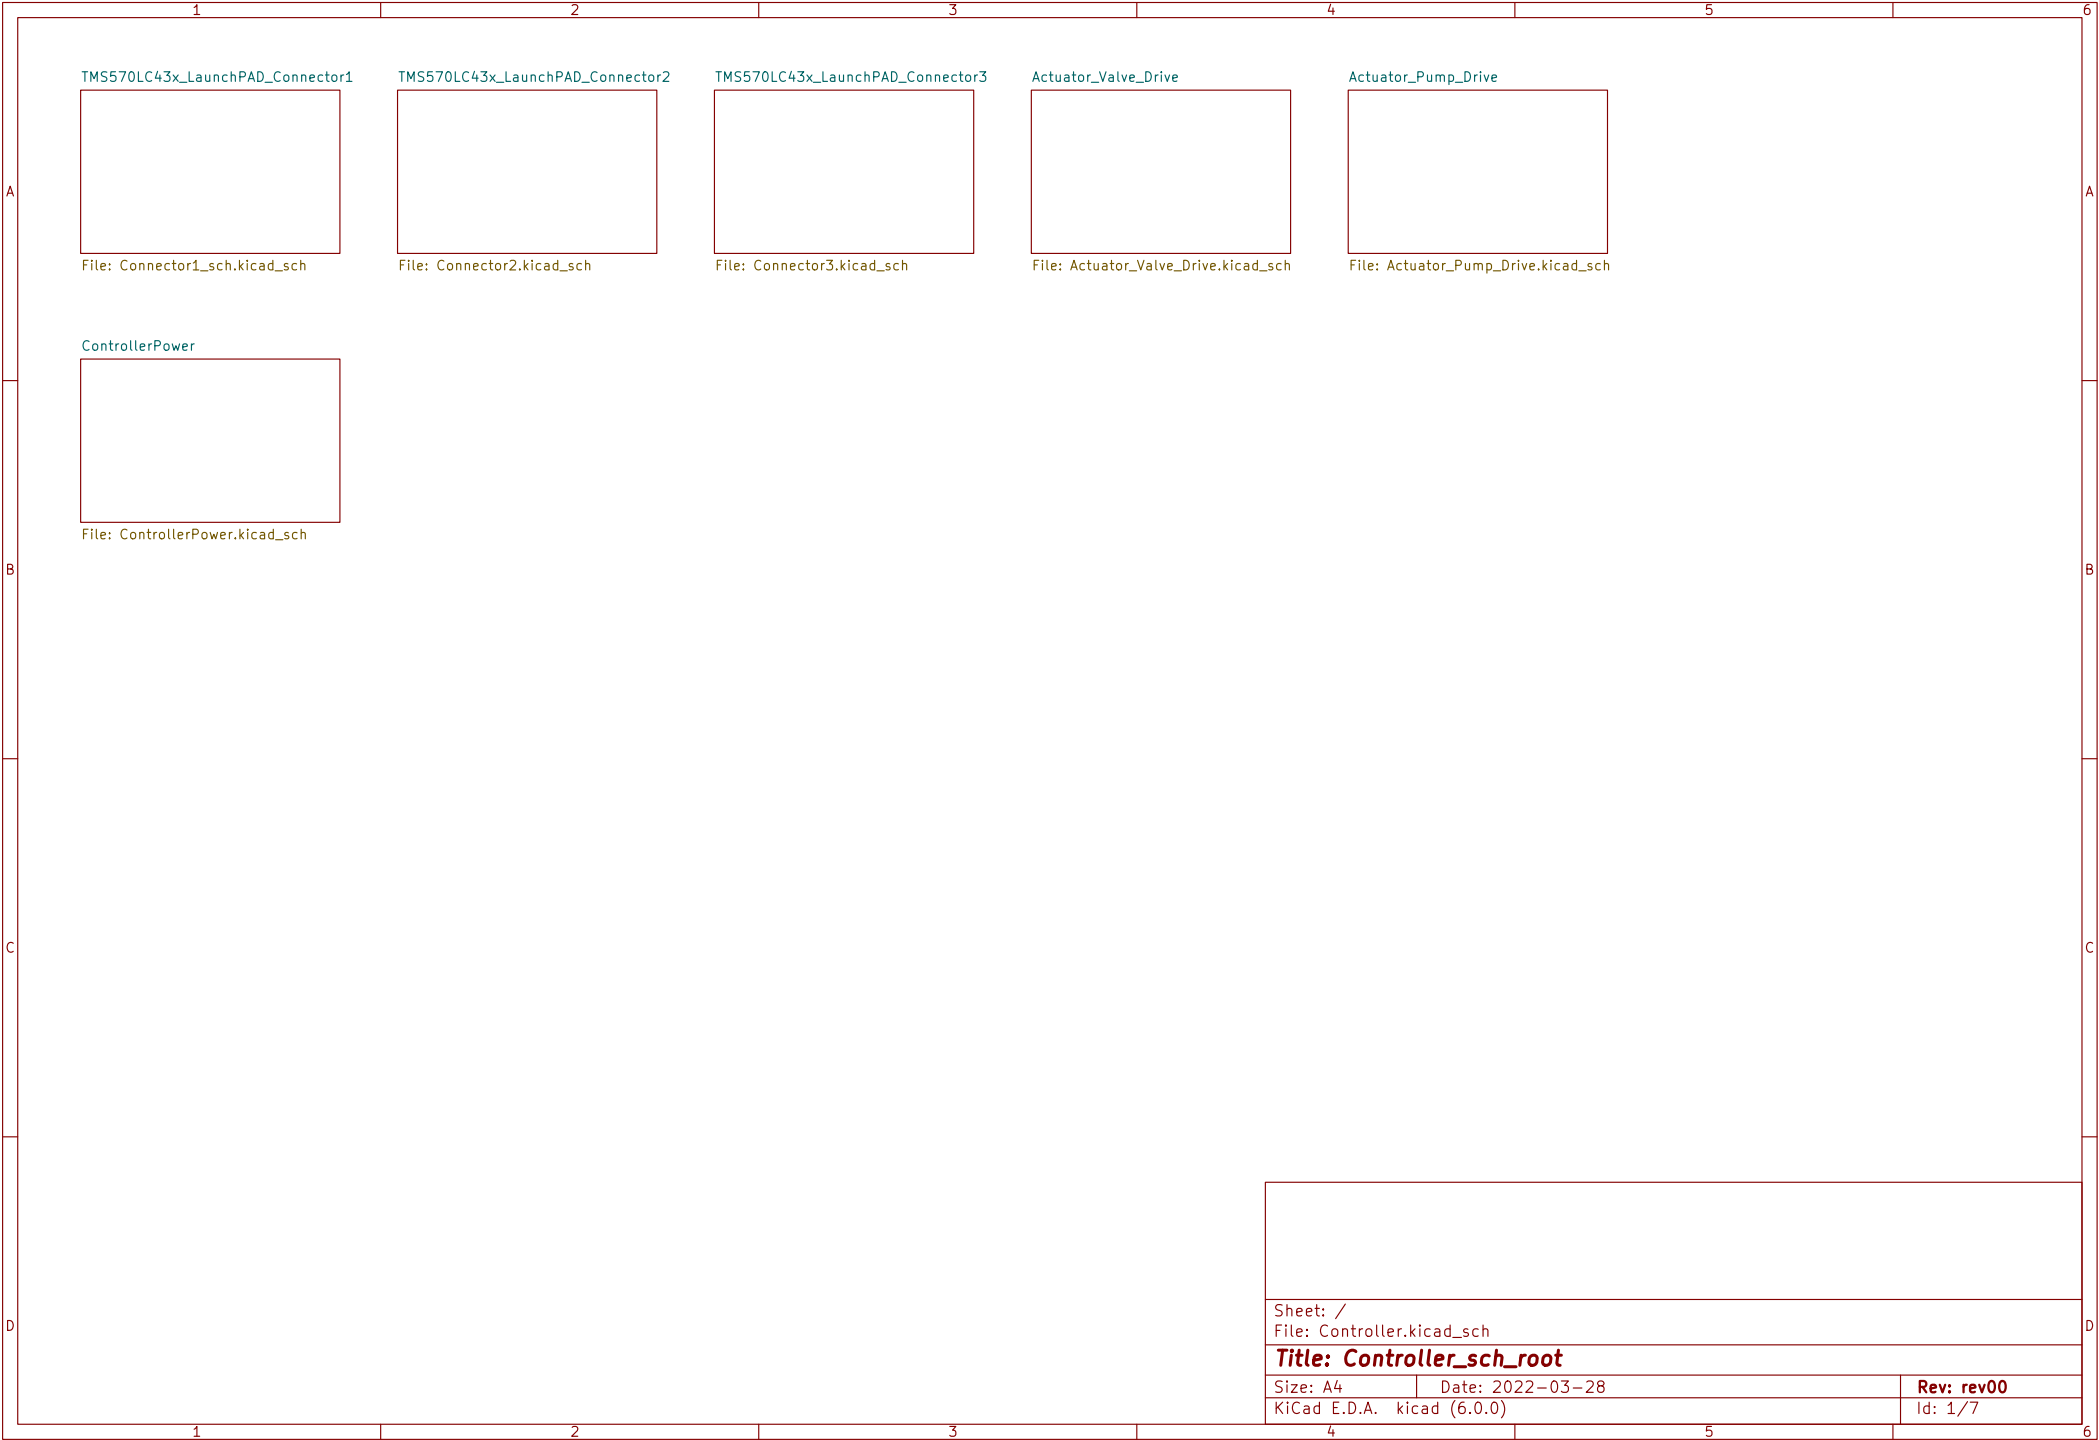 1 2 3 4 5 6
TMS570LC43x_LaunchPAD_Connector1
TMS570LC43x_LaunchPAD_Connector2
TMS570LC43x_LaunchPAD_Connector3
Actuator_Valve_Drive
Actuator_Pump_Drive
A A
File: Connector1_sch.kicad_sch
File: Connector2.kicad_sch
File: Connector3.kicad_sch
File: Actuator_Valve_Drive.kicad_sch
File: Actuator_Pump_Drive.kicad_sch
ControllerPower
File: ControllerPower.kicad_sch
B B
C C
Sheet: /
D D
File: Controller.kicad_sch
Title: Controller_sch_root
Size: A4
Date: 2022-03-28
Rev: rev00
KiCad E.D.A. kicad (6.0.0)
Id: 1/7
1 2 3 4 5 6